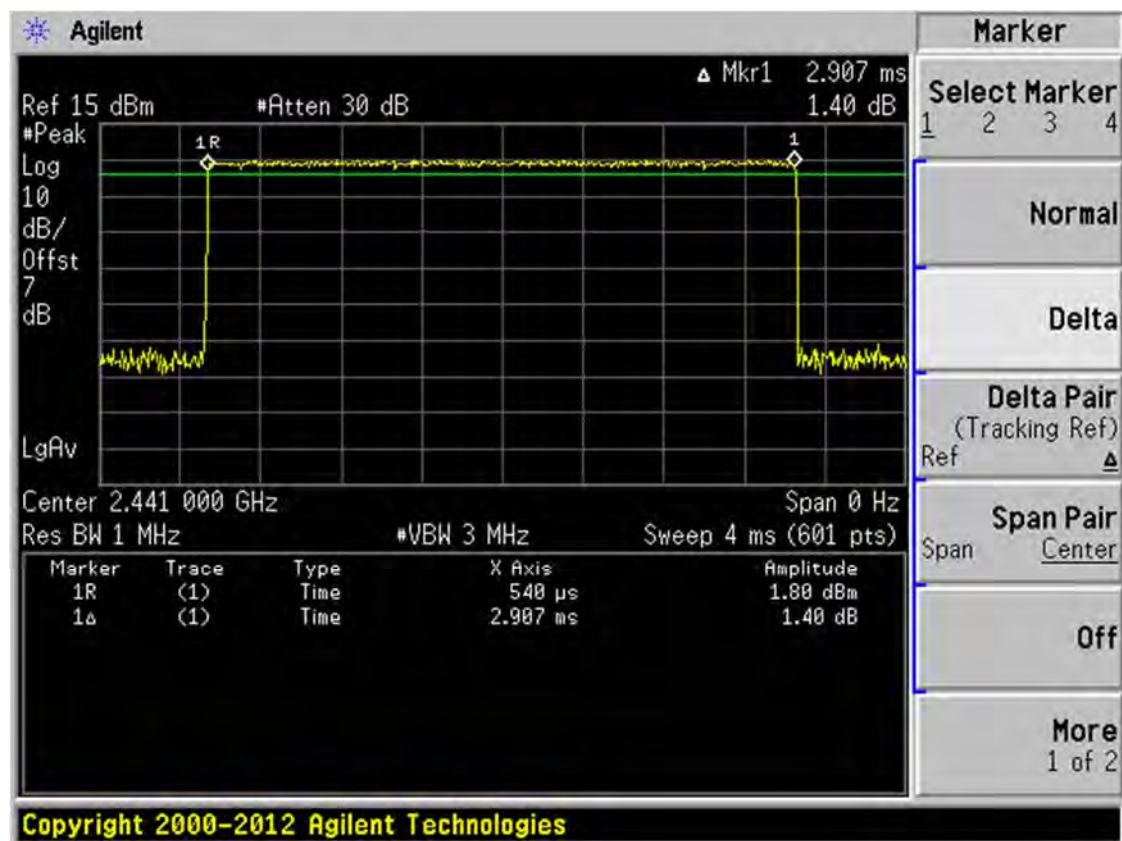 Agilent
Marker
Δ Mkr1 2.907 ms
Ref 15 dBm #Atten 30 dB 1.40 dB
#Peak
Log
10
dB/
Offst
7
dB
LgAv
1R
1
Center 2.441 000 GHz Span 0 Hz
Res BW 1 MHz #VBW 3 MHz Sweep 4 ms (601 pts)
Marker Trace Type X Axis Amplitude
1R (1) Time 540 µs 1.80 dBm
1Δ (1) Time 2.907 ms 1.40 dB
Select Marker
1 2 3 4
Normal
Delta
Delta Pair
(Tracking Ref)
Ref Δ
Span Pair
Span Center
Off
More
1 of 2
Copyright 2000-2012 Agilent Technologies